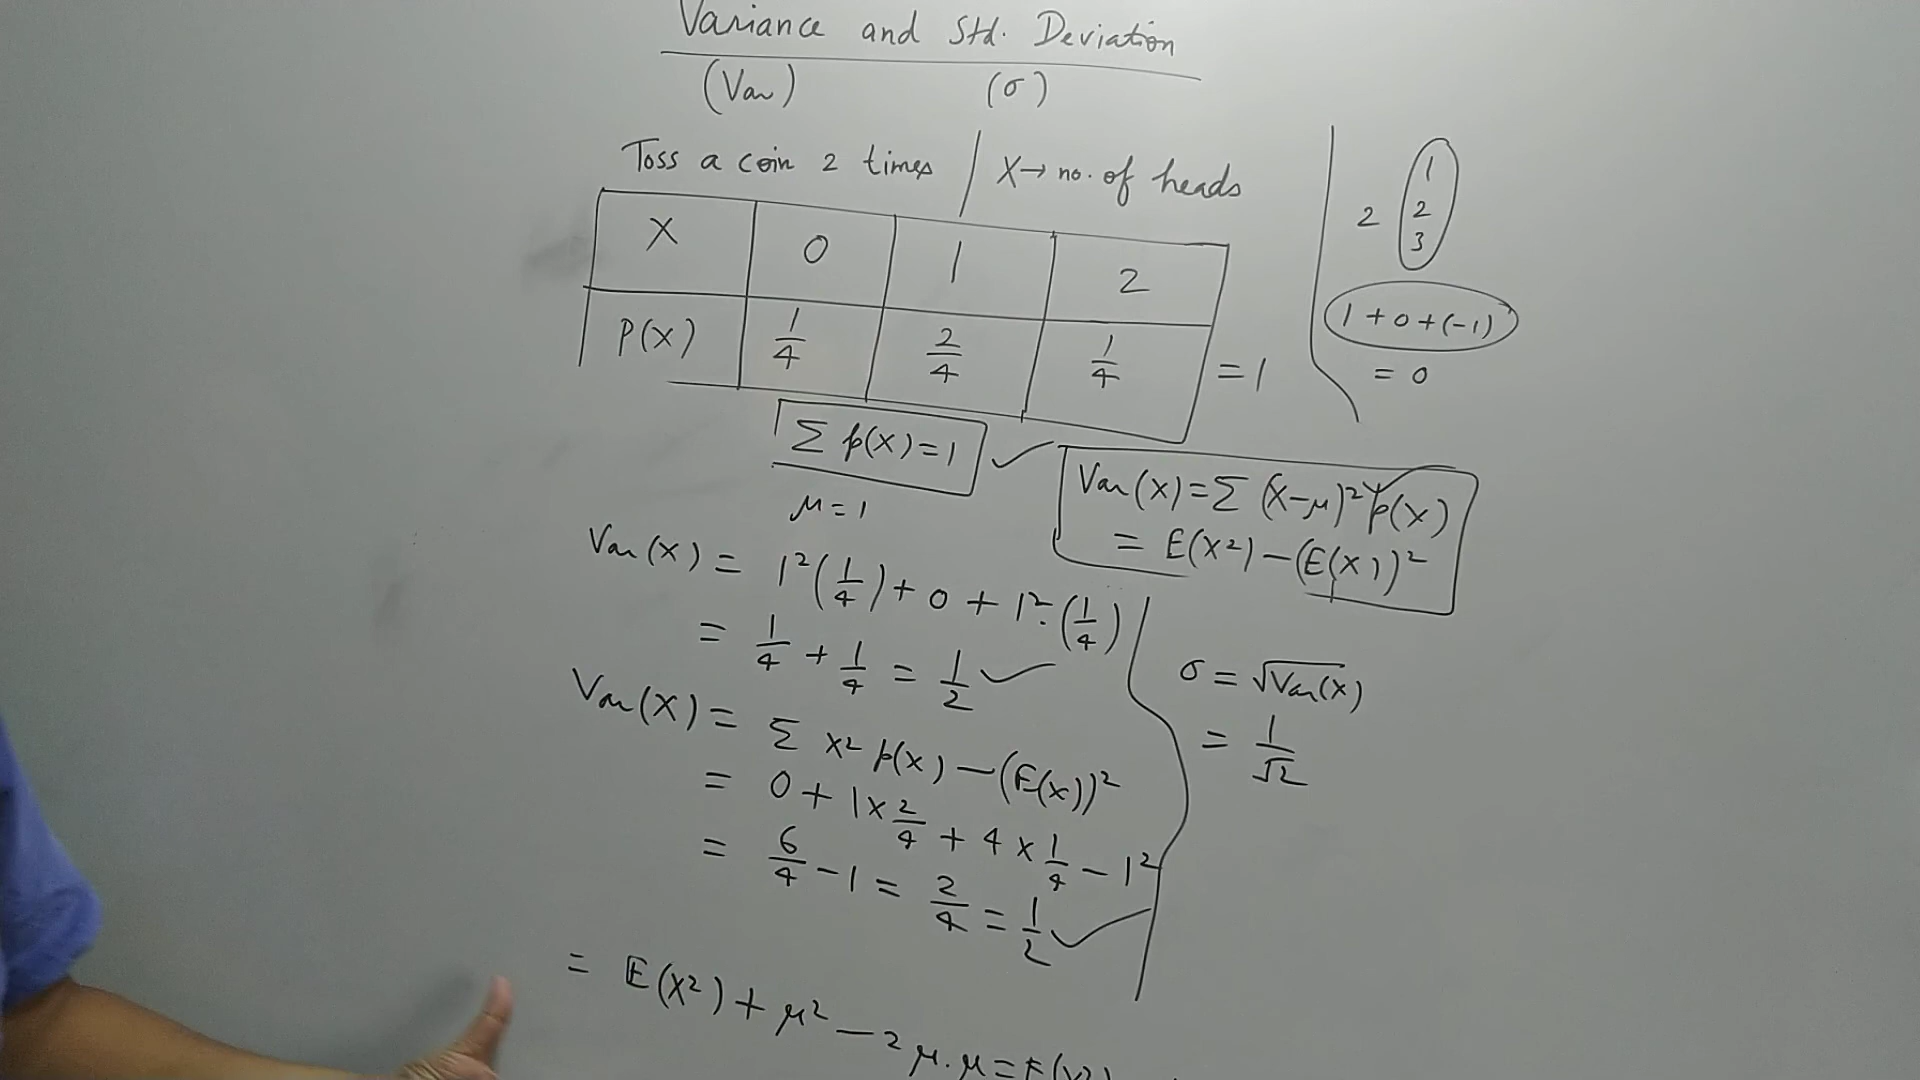 Variance and Std. Deviation
(Var) (σ)
Toss a coin 2 times | X → no. of heads
X 0 1 2
P(X) 1/4 2/4 1/4 = 1
2 1
2
3
1 + 0 + (-1)
= 0
Σ p(X) = 1 ✓
μ = 1
Var(X) = Σ (X-μ)² p(X)
= E(X²) - (E(X))²
Var(X) = 1²(1/4) + 0 + 1²·(1/4)
= 1/4 + 1/4 = 1/2 ✓
Var(X) = Σ x² p(x) - (E(x))²
= 0 + 1 × 2/4 + 4 × 1/4 - 1²
= 6/4 - 1 = 2/4 = 1/2 ✓
σ = √Var(X)
= 1/√2
= E(X²) + μ² - 2μ.μ = E(X²)